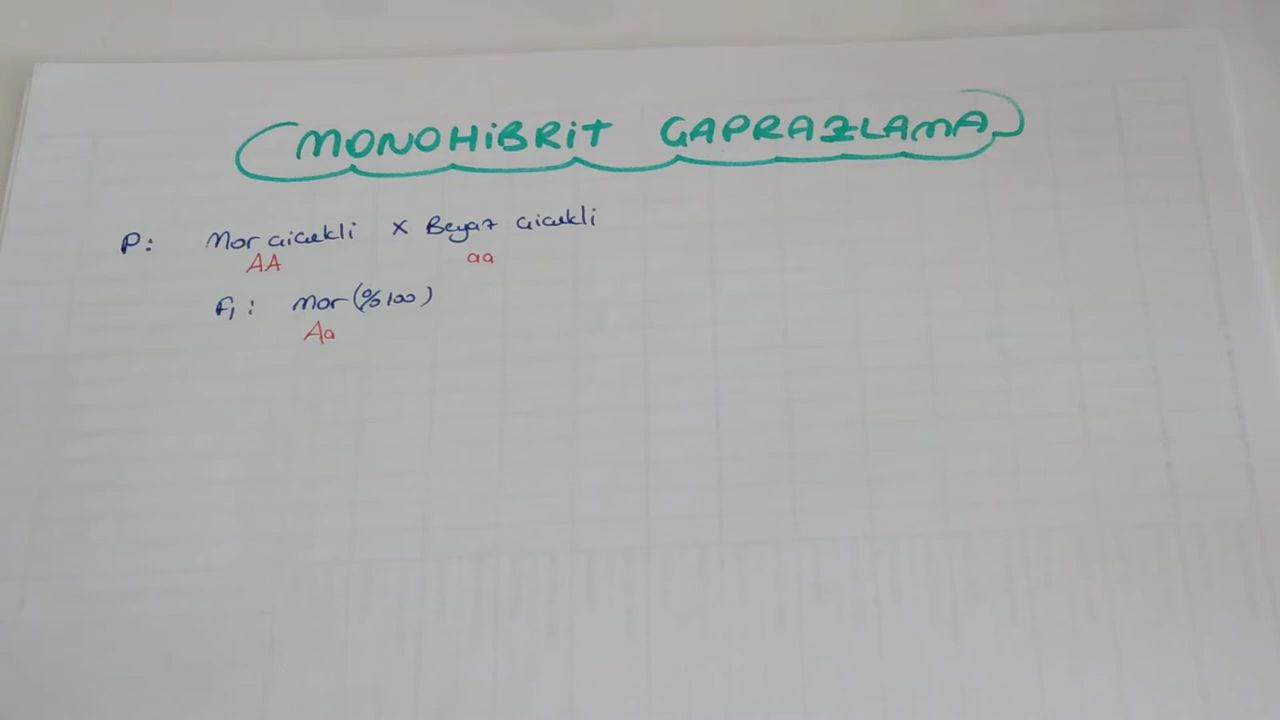 MONOHİBRİT ÇAPRAZLAMA
P: Mor çiçekli x Beyaz çiçekli
AA aa
F1: Mor (%100)
Aa